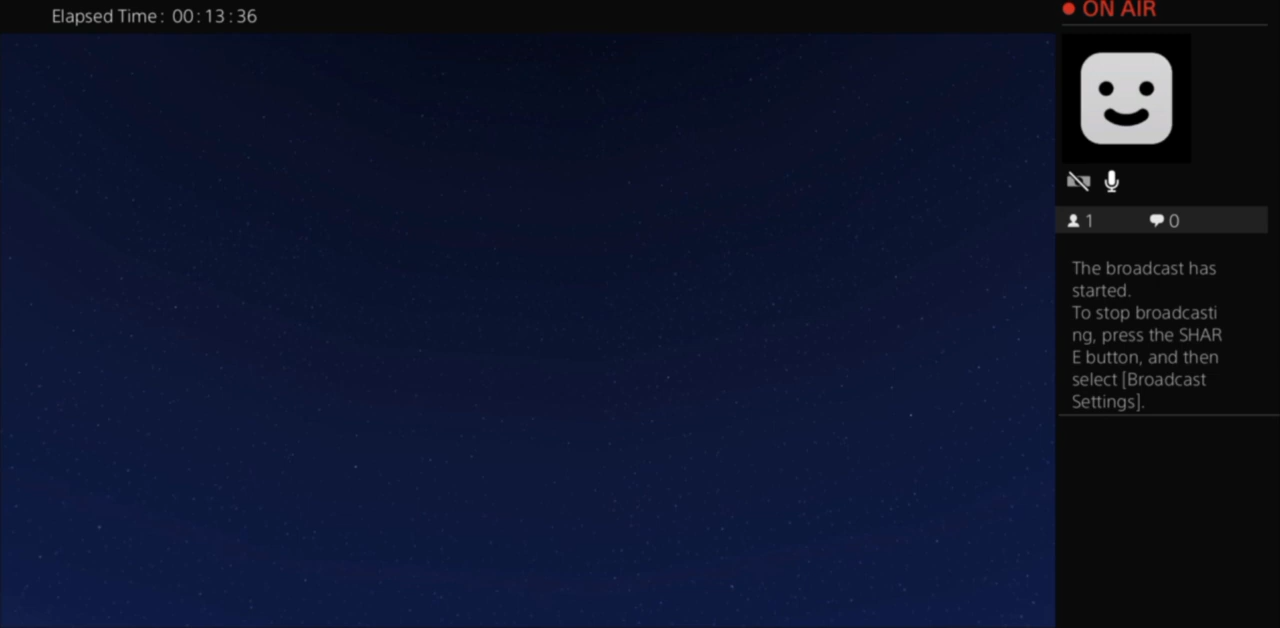 Elapsed Time: 00:13:36
ON AIR
1 0
The broadcast has
started.
To stop broadcasti
ng, press the SHAR
E button, and then
select [Broadcast
Settings].